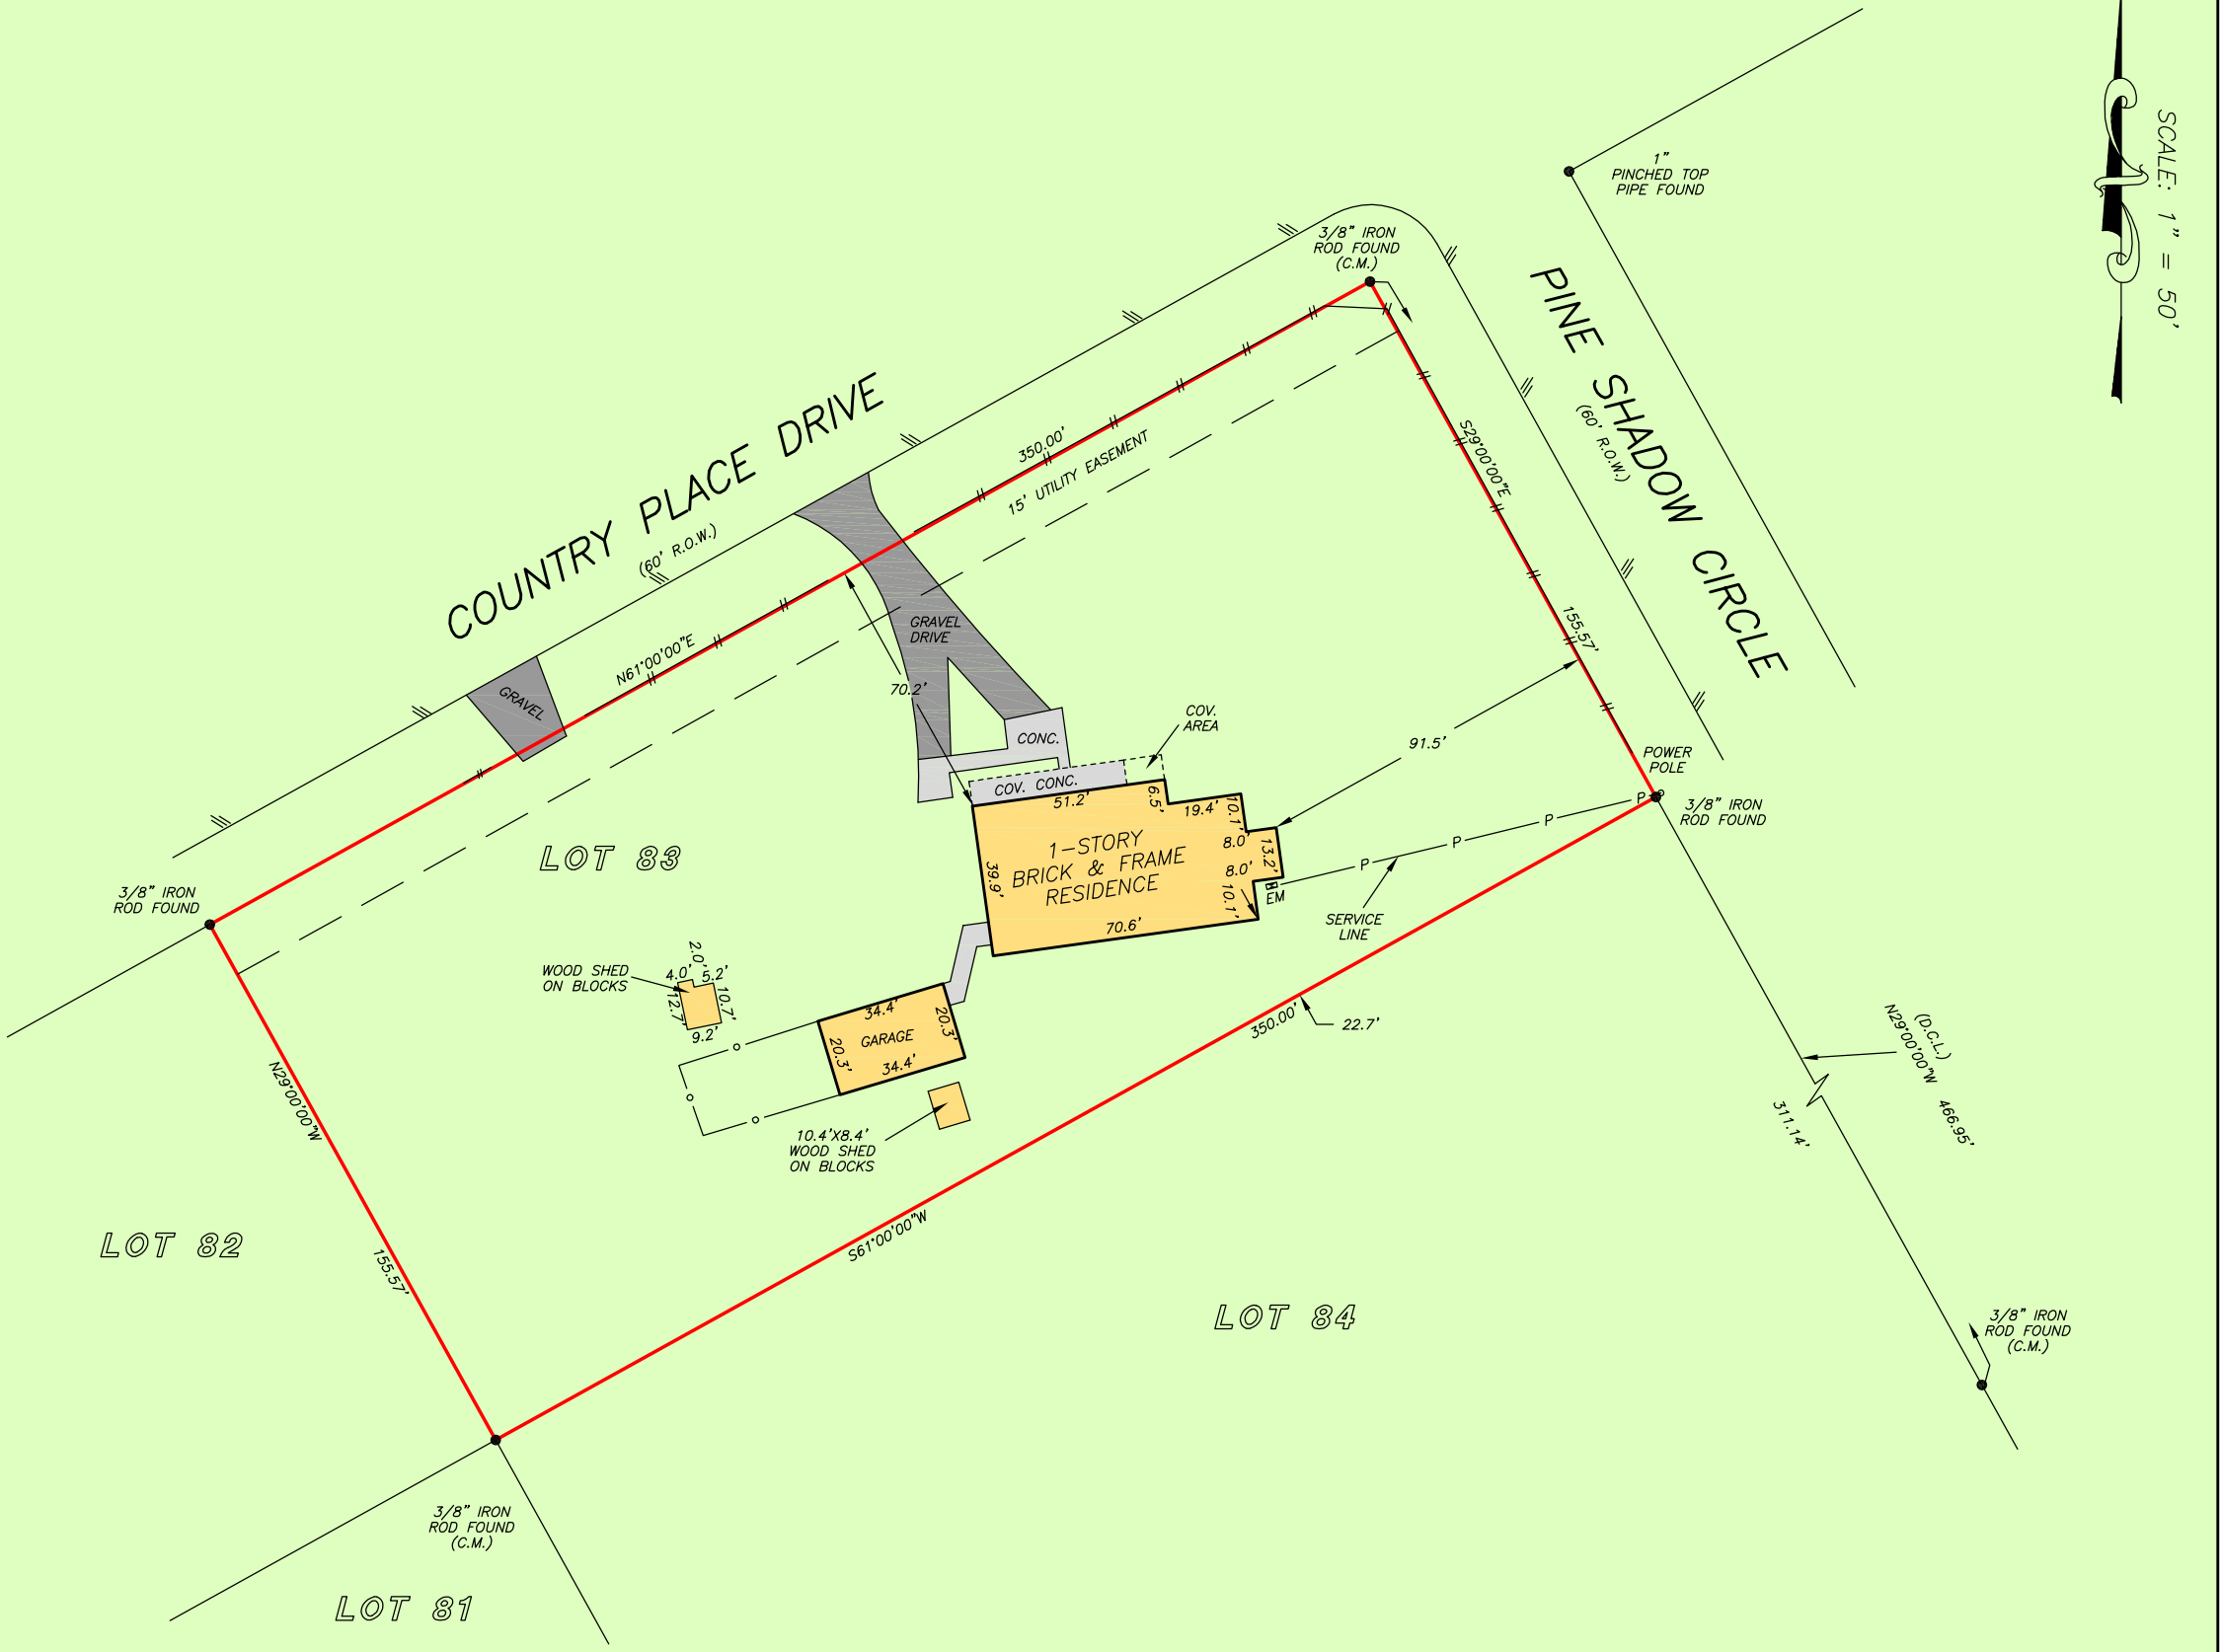 SCALE: 1" = 50'
1"
PINCHED TOP
PIPE FOUND
3/8" IRON
ROD FOUND
(C.M.)
PINE SHADOW CIRCLE
(60' R.O.W.)
COUNTRY PLACE DRIVE
(60' R.O.W.)
350.00'
15' UTILITY EASEMENT
S29°00'00"E
155.57'
N61°00'00"E
GRAVEL
GRAVEL
DRIVE
70.2'
CONC.
COV.
AREA
91.5'
POWER
POLE
3/8" IRON
ROD FOUND
COV. CONC.
51.2'
6.5'
19.4'
10.1'
8.0'
13.2'
8.0'
10.1'
39.9'
70.6'
1-STORY
BRICK & FRAME
RESIDENCE
P
P
P
P
EM
SERVICE
LINE
LOT 83
3/8" IRON
ROD FOUND
WOOD SHED
ON BLOCKS
2.0'
4.0'
5.2'
12.7'
10.7'
9.2'
34.4'
20.3'
GARAGE
20.3'
34.4'
10.4'X8.4'
WOOD SHED
ON BLOCKS
350.00'
22.7'
(D.C.L.)
N29°00'00"W 466.95'
311.14'
N29°00'00"W
155.57'
S61°00'00"W
LOT 82
LOT 84
3/8" IRON
ROD FOUND
(C.M.)
3/8" IRON
ROD FOUND
(C.M.)
LOT 81